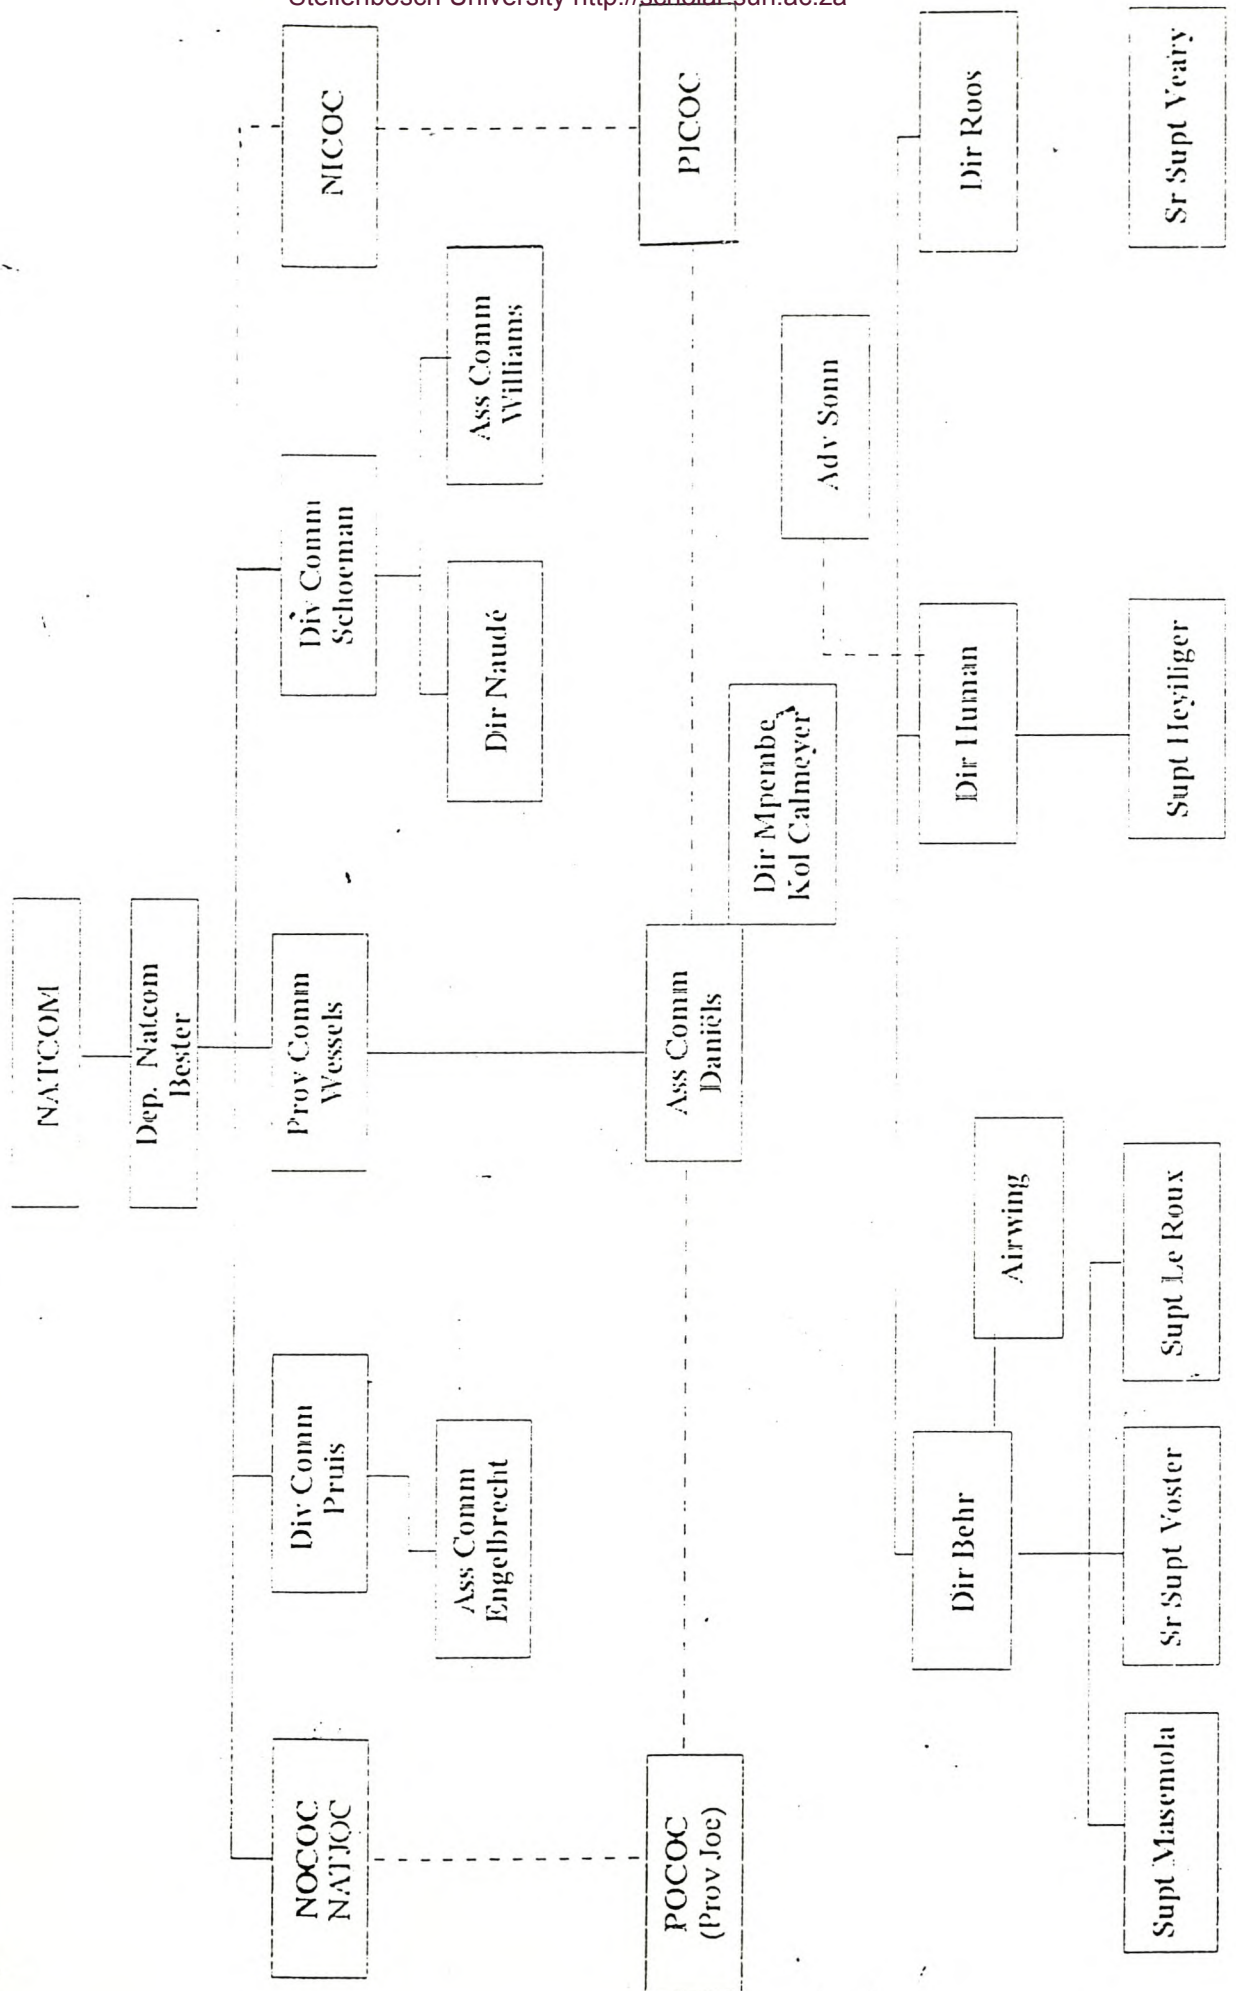 Stellenbosch University http://scholar.sun.ac.za
NATCOM
Dep. Natcom
Bester
NOCOC
NATJOC
Div Comm
Pruis
Prov Comm
Wessels
Div Comm
Schoeman
NICOC
Ass Comm
Engelbrecht
Dir Naudé
Ass Comm
Williams
POCOC
(Prov Joc)
Ass Comm
Daniëls
PICOC
Dir Mpembe
Kol Calmeyer
Adv Sonn
Dir Behr
Airwing
Dir Human
Dir Roos
Supt Masemola
Sr Supt Voster
Supt Le Roux
Supt Heyiliger
Sr Supt Veary